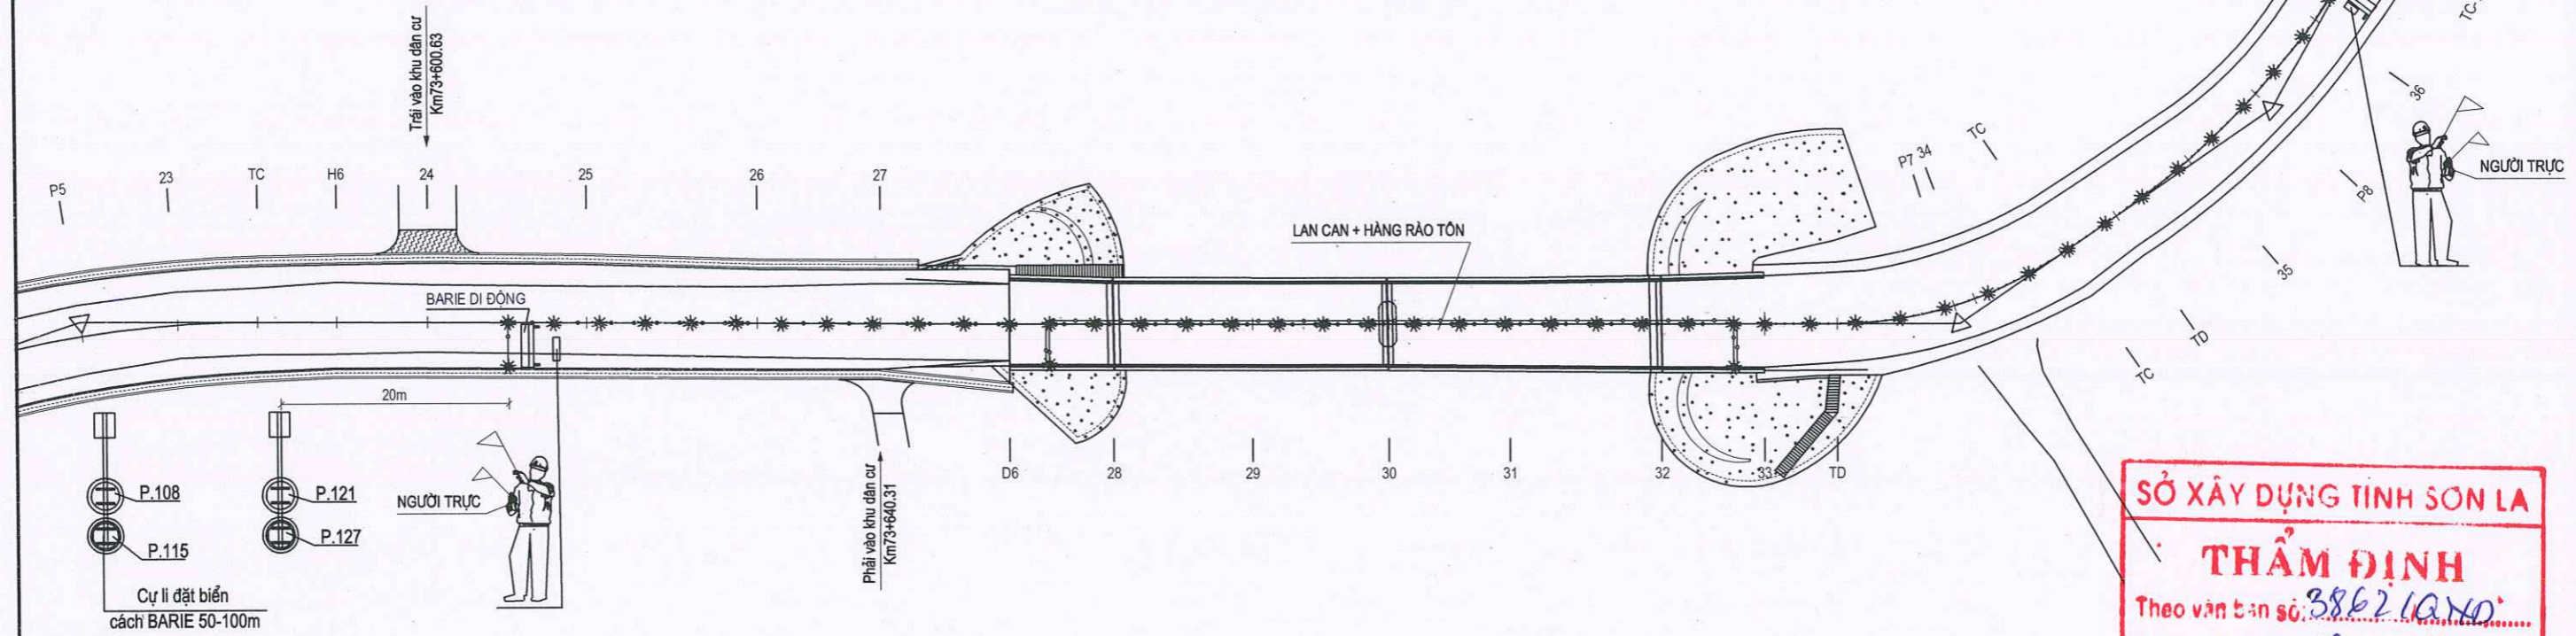 Trái vào khu dân cư
Km73+600.63
P5
23
TC
H6
24
25
26
27
P7 34
TC
TC-
36
P8
35
TD
TC
NGƯỜI TRỰC
LAN CAN + HÀNG RÀO TÔN
BARIE DI ĐỘNG
20m
P.108
P.115
P.121
P.127
NGƯỜI TRỰC
Cự li đặt biển
cách BARIE 50-100m
Phải vào khu dân cư
Km73+640.31
D6
28
29
30
31
32
33
TD
SỞ XÂY DỰNG TỈNH SƠN LA
THẨM ĐỊNH
Theo văn bản số: 3862